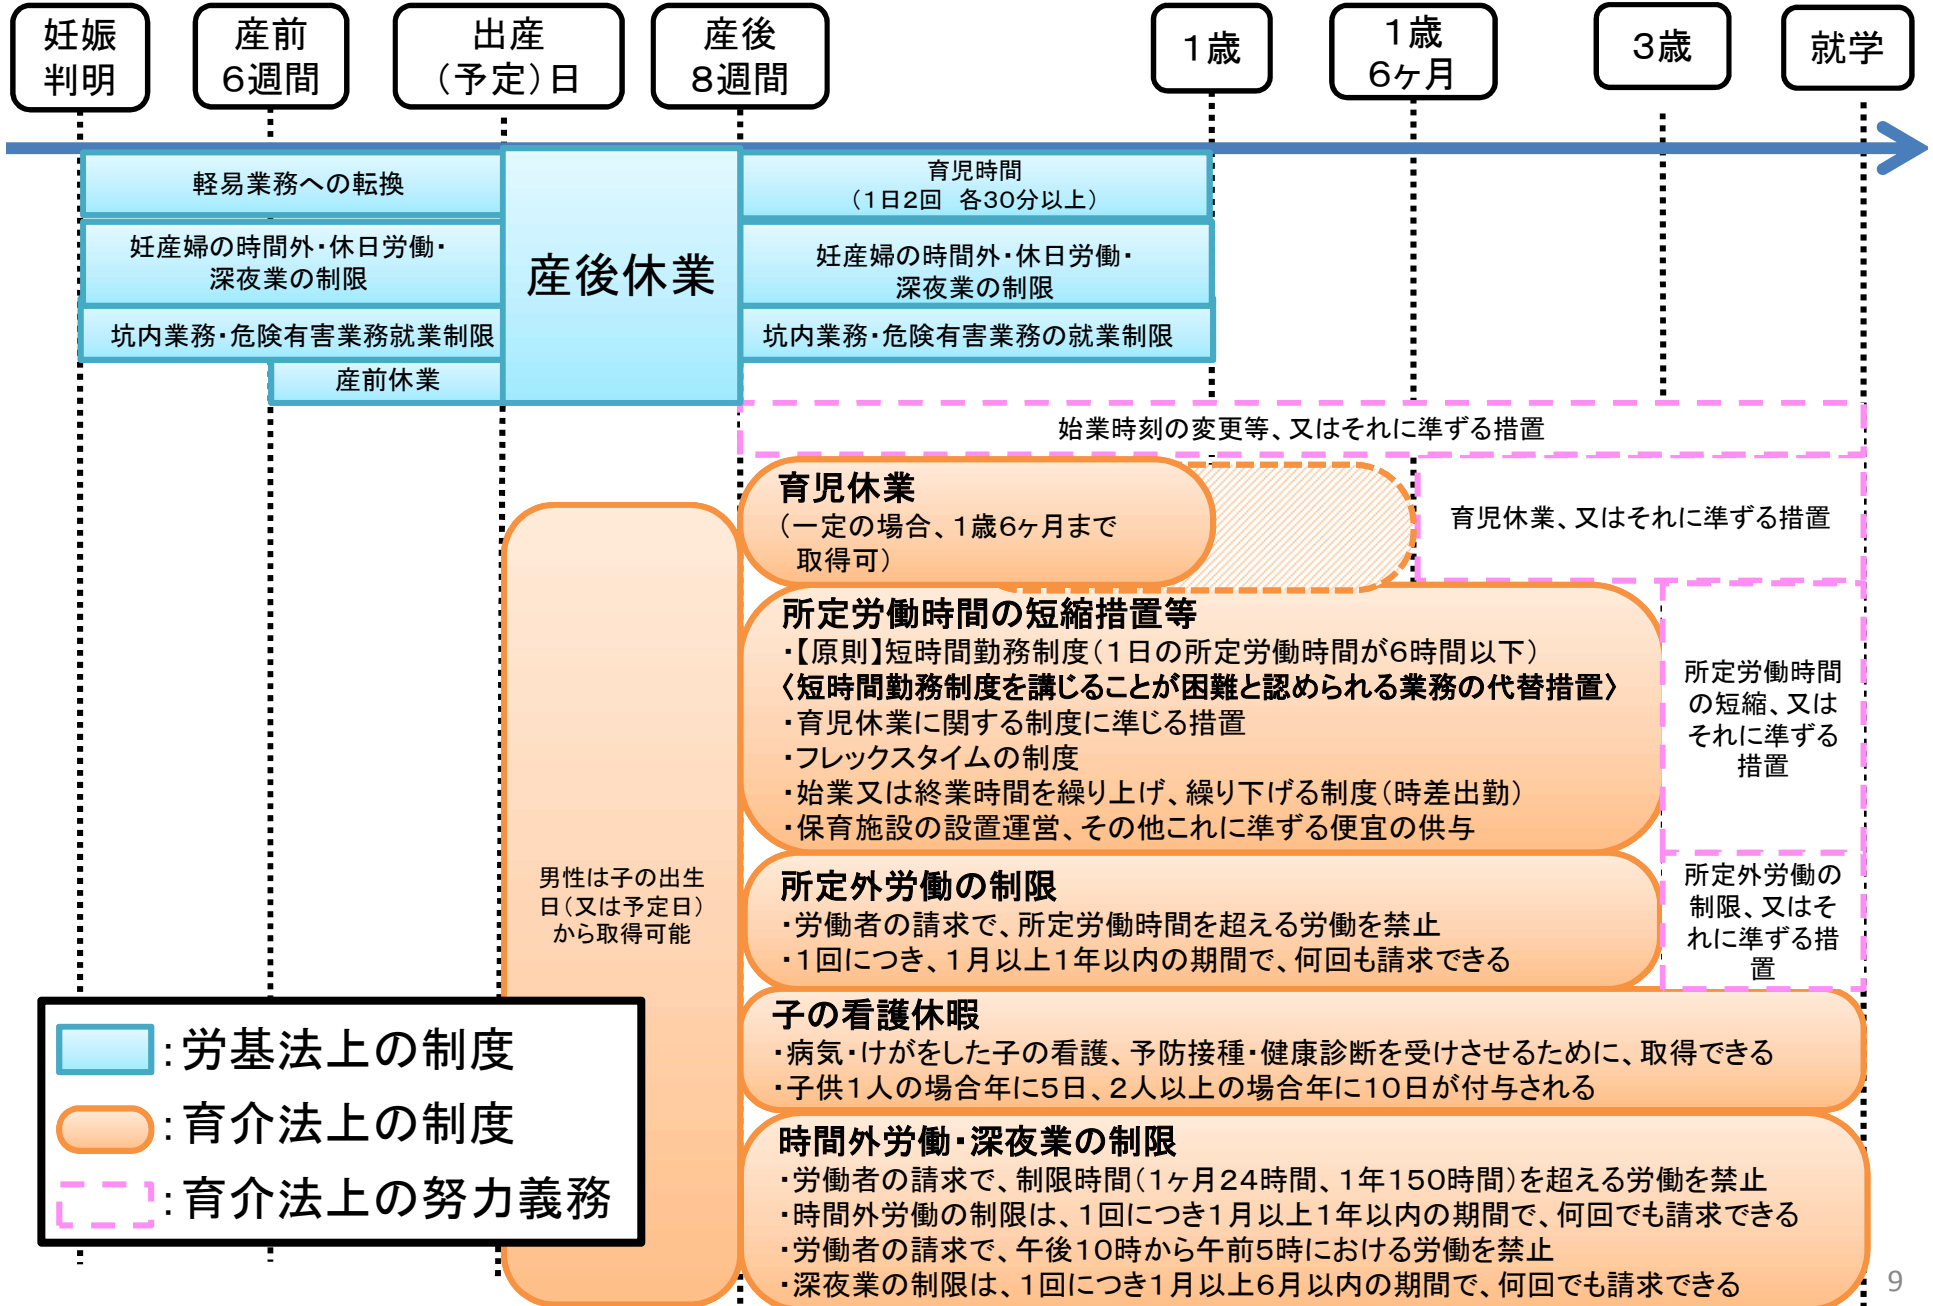 妊娠
判明
産前
6週間
出産
(予定)日
産後
8週間
1歳
1歳
6ヶ月
3歳
就学
軽易業務への転換
妊産婦の時間外・休日労働・
深夜業の制限
坑内業務・危険有害業務就業制限
産前休業
産後休業
育児時間
(1日2回 各30分以上)
妊産婦の時間外・休日労働・
深夜業の制限
坑内業務・危険有害業務の就業制限
始業時刻の変更等、又はそれに準ずる措置
育児休業
(一定の場合、1歳6ヶ月まで
取得可)
育児休業、又はそれに準ずる措置
所定労働時間の短縮措置等
・【原則】短時間勤務制度(1日の所定労働時間が6時間以下)
〈短時間勤務制度を講じることが困難と認められる業務の代替措置〉
・育児休業に関する制度に準じる措置
・フレックスタイムの制度
・始業又は終業時間を繰り上げ、繰り下げる制度(時差出勤)
・保育施設の設置運営、その他これに準ずる便宜の供与
所定労働時間
の短縮、又は
それに準ずる
措置
男性は子の出生
日(又は予定日)
から取得可能
所定外労働の制限
・労働者の請求で、所定労働時間を超える労働を禁止
・1回につき、1月以上1年以内の期間で、何回も請求できる
所定外労働の
制限、又はそ
れに準ずる措
置
子の看護休暇
・病気・けがをした子の看護、予防接種・健康診断を受けさせるために、取得できる
・子供1人の場合年に5日、2人以上の場合年に10日が付与される
時間外労働・深夜業の制限
・労働者の請求で、制限時間(1ヶ月24時間、1年150時間)を超える労働を禁止
・時間外労働の制限は、1回につき1月以上1年以内の期間で、何回でも請求できる
・労働者の請求で、午後10時から午前5時における労働を禁止
・深夜業の制限は、1回につき1月以上6月以内の期間で、何回でも請求できる
:労基法上の制度
:育介法上の制度
:育介法上の努力義務
9